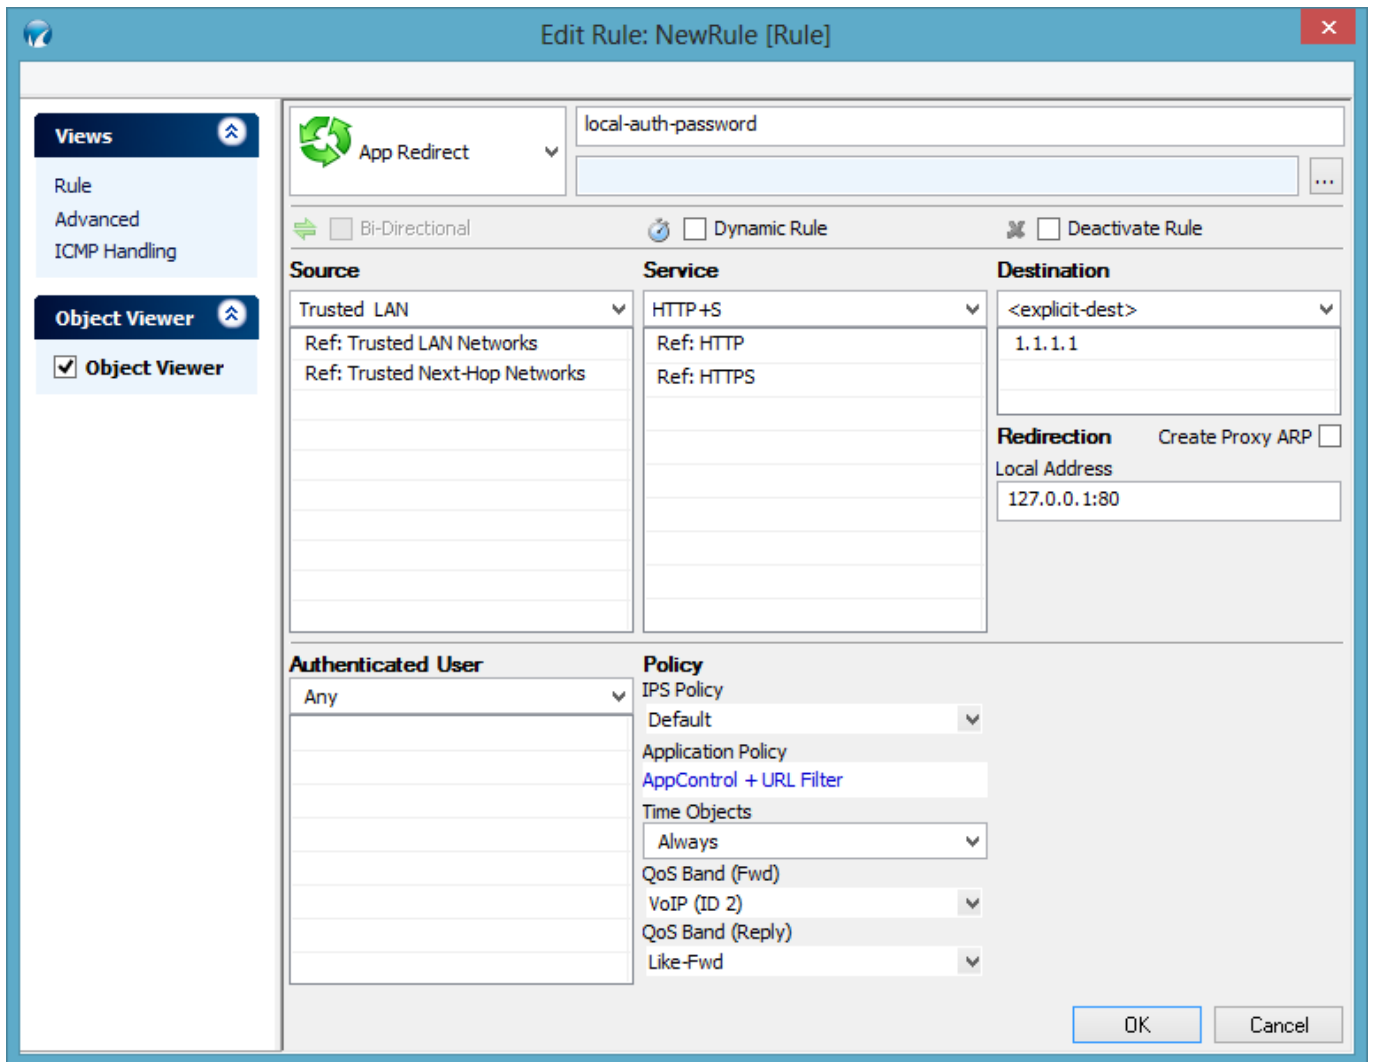 Edit Rule: NewRule [Rule]
Views
Rule
Advanced
ICMP Handling
Object Viewer
Object Viewer
App Redirect
local-auth-password
...
Bi-Directional
Dynamic Rule
Deactivate Rule
Source
Trusted LAN
Ref: Trusted LAN Networks
Ref: Trusted Next-Hop Networks
Service
HTTP+S
Ref: HTTP
Ref: HTTPS
Destination
<explicit-dest>
1.1.1.1
Redirection Create Proxy ARP
Local Address
127.0.0.1:80
Authenticated User
Any
Policy
IPS Policy
Default
Application Policy
AppControl + URL Filter
Time Objects
Always
QoS Band (Fwd)
VoIP (ID 2)
QoS Band (Reply)
Like-Fwd
OK Cancel